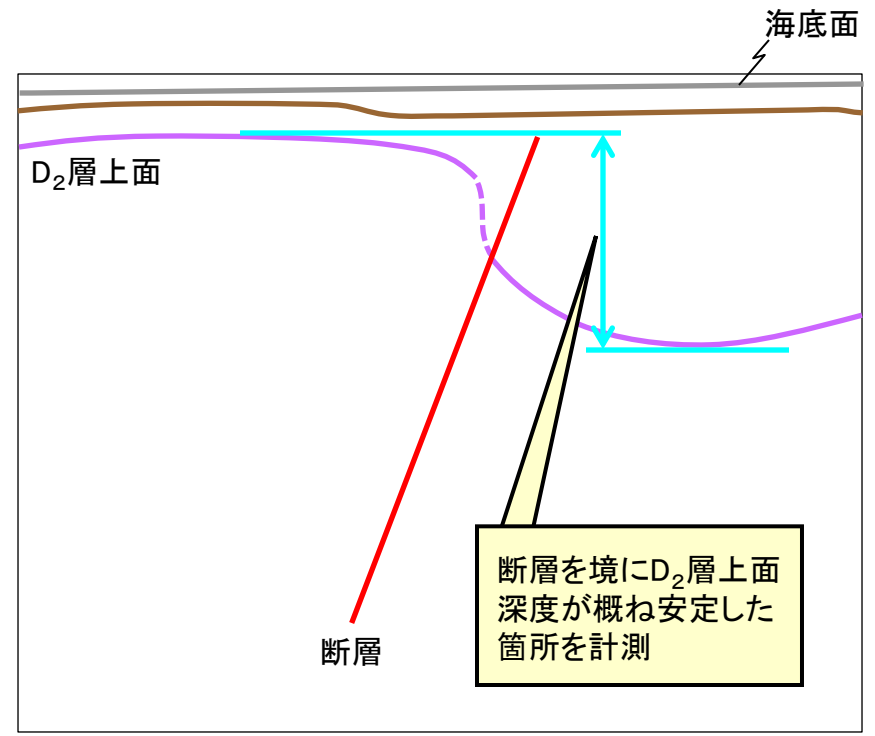 海底面
D₂層上面
断層を境にD₂層上面
深度が概ね安定した
箇所を計測
断層